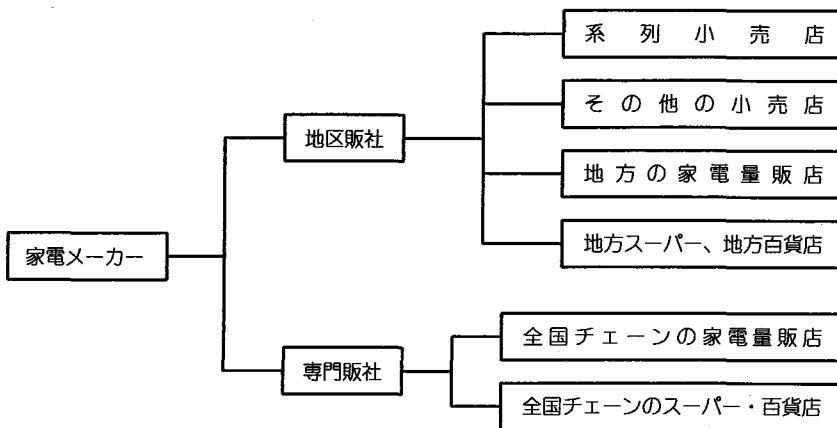 系列小売店
その他の小売店
地区販社
地方の家電量販店
地方スーパー、地方百貨店
家電メーカー
全国チェーンの家電量販店
専門販社
全国チェーンのスーパー・百貨店